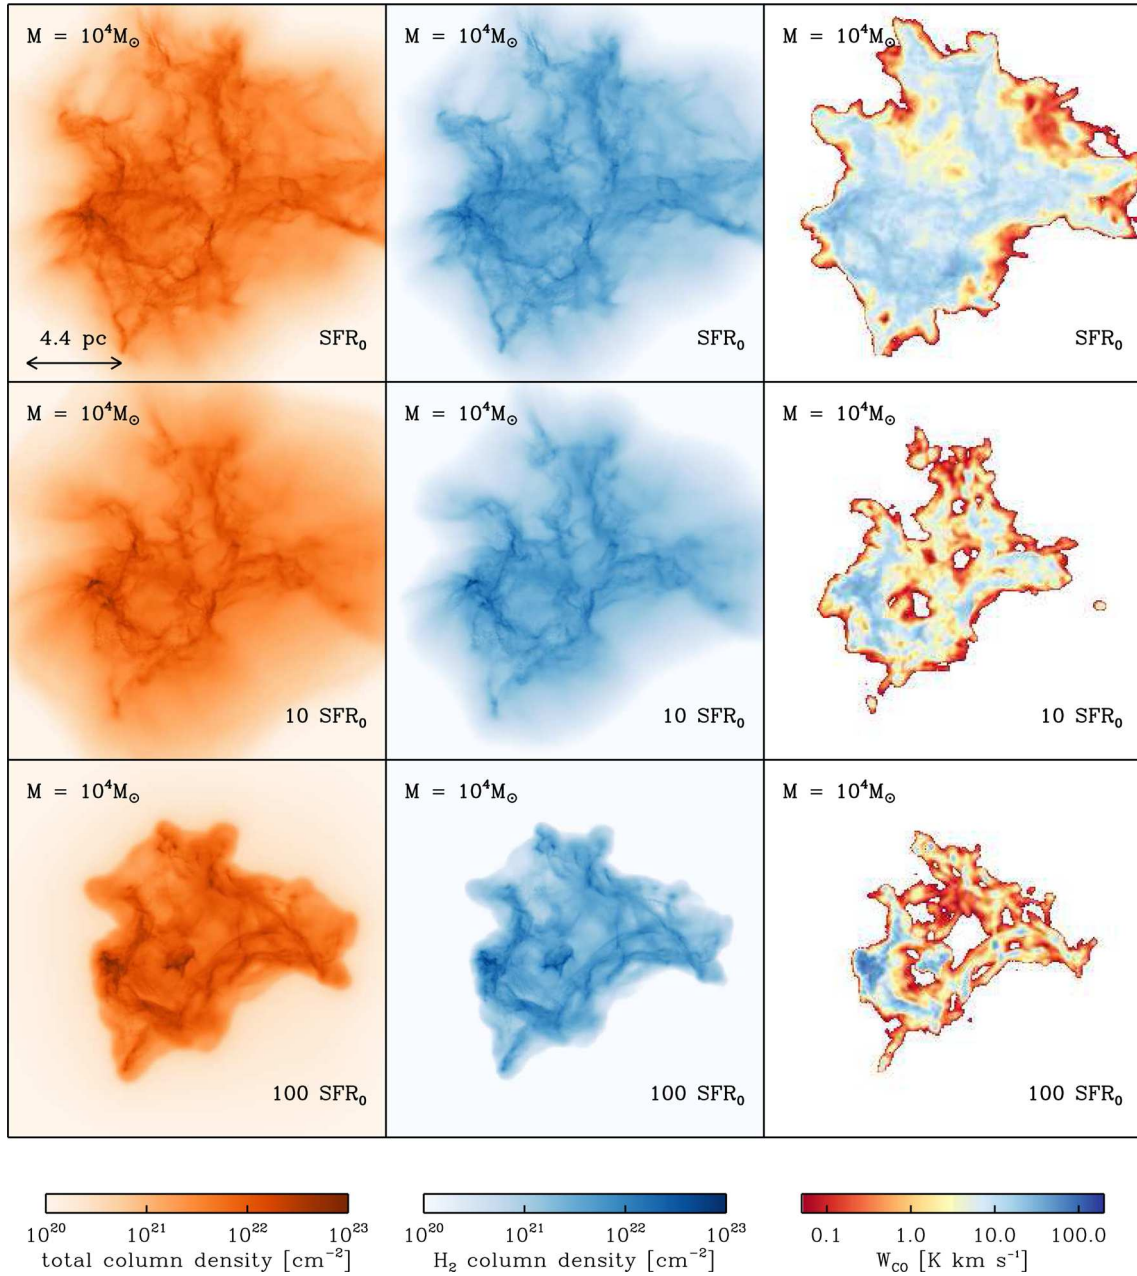 M = 10⁴M☉ M = 10⁴M☉ M = 10⁴M☉
4.4 pc SFR₀ SFR₀ SFR₀
M = 10⁴M☉ M = 10⁴M☉ M = 10⁴M☉
10 SFR₀ 10 SFR₀ 10 SFR₀
M = 10⁴M☉ M = 10⁴M☉ M = 10⁴M☉
100 SFR₀ 100 SFR₀ 100 SFR₀
10²⁰ 10²¹ 10²² 10²³ 10²⁰ 10²¹ 10²² 10²³ 0.1 1.0 10.0 100.0
total column density [cm⁻²] H₂ column density [cm⁻²] W_CO [K km s⁻¹]